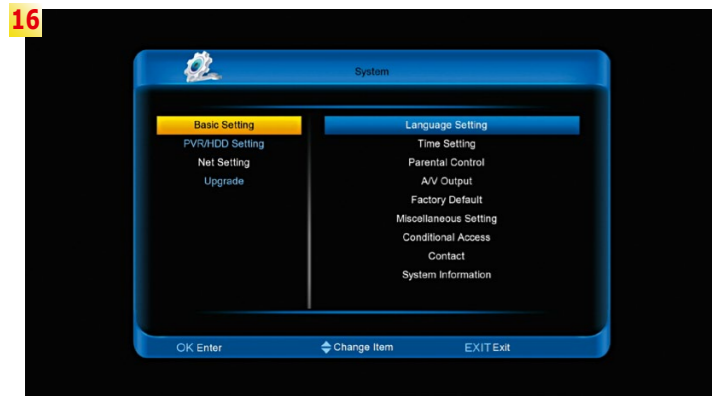 16
System
Basic Setting
PVR/HDD Setting
Net Setting
Upgrade
Language Setting
Time Setting
Parental Control
A/V Output
Factory Default
Miscellaneous Setting
Conditional Access
Contact
System Information
OK Enter
Change Item
EXIT Exit